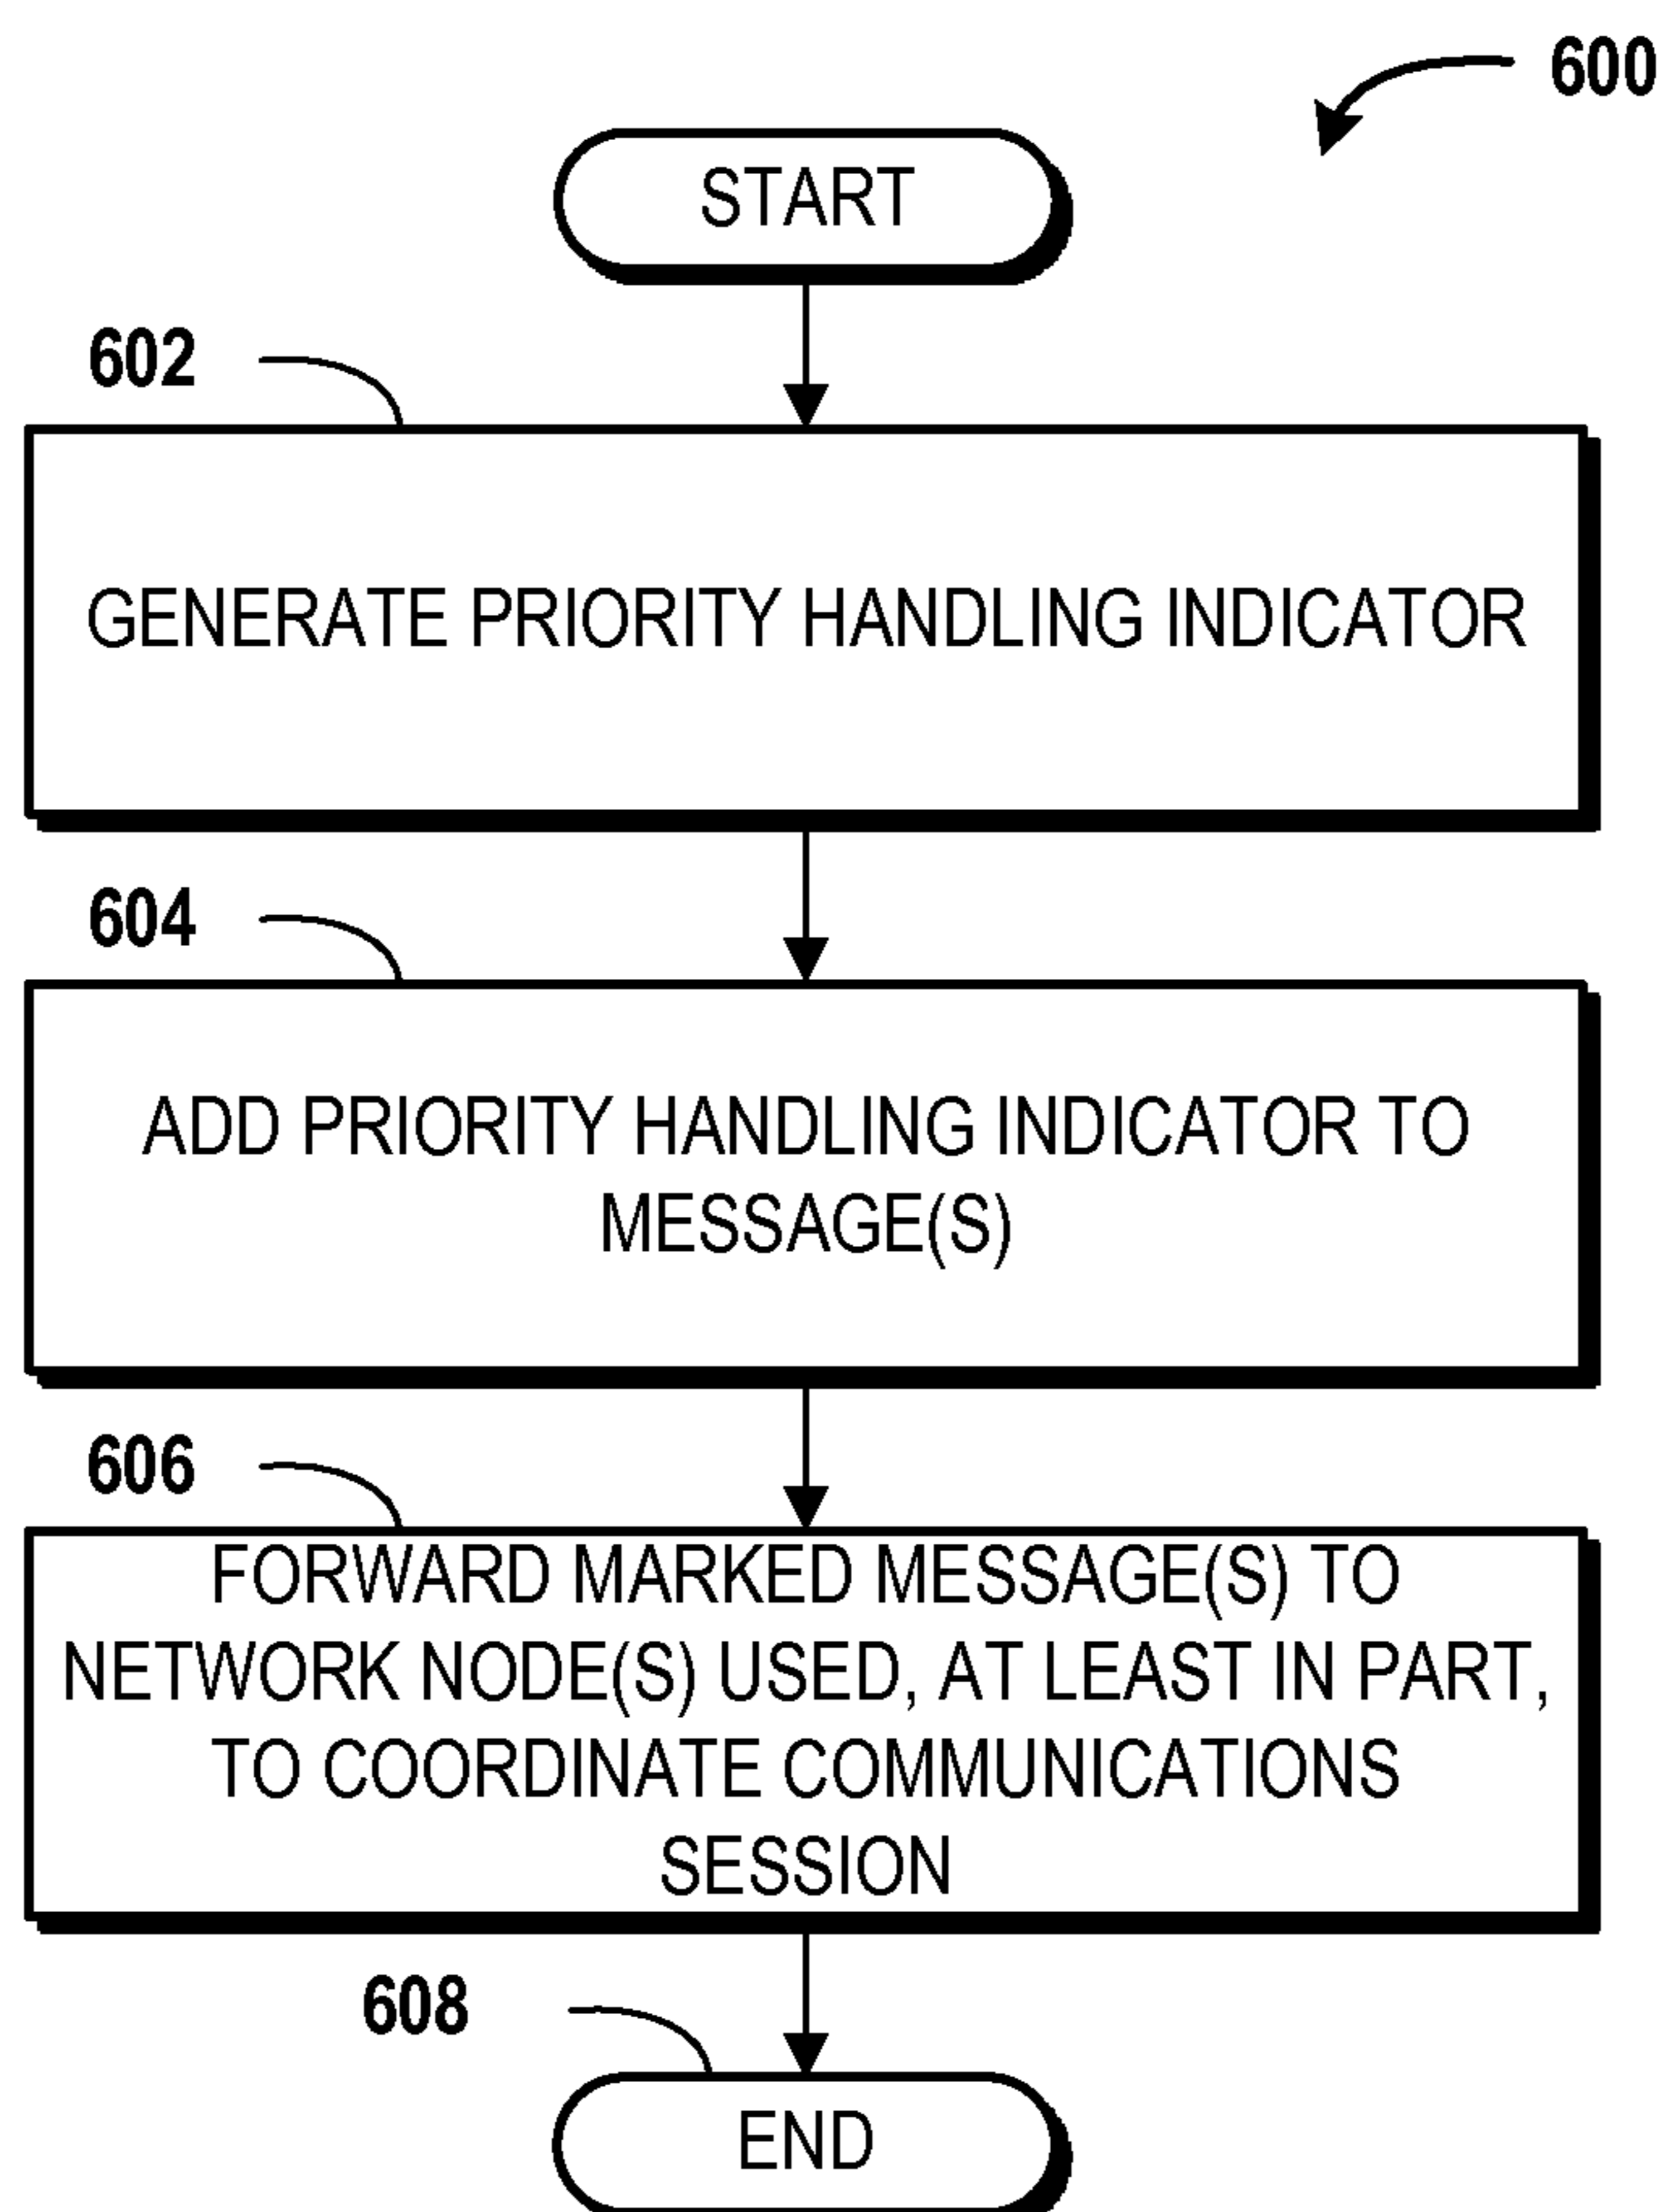 600
START
602
GENERATE PRIORITY HANDLING INDICATOR
604
ADD PRIORITY HANDLING INDICATOR TO
MESSAGE(S)
606
FORWARD MARKED MESSAGE(S) TO
NETWORK NODE(S) USED, AT LEAST IN PART,
TO COORDINATE COMMUNICATIONS
SESSION
608
END